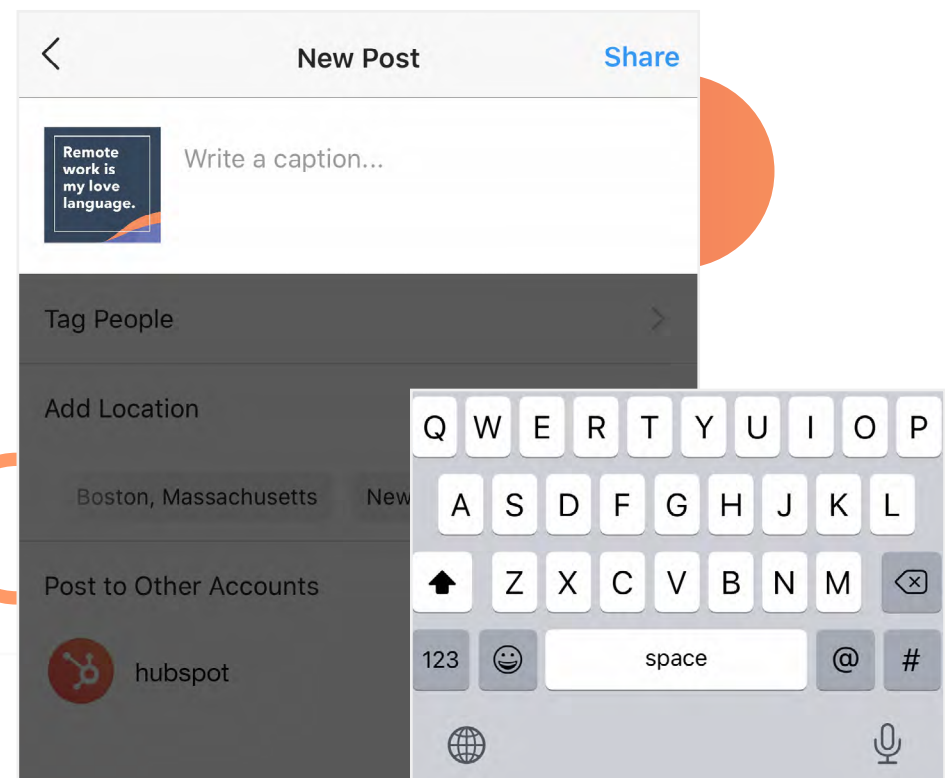 New Post
Share
Remote
work is
my love
language.
Write a caption...
Tag People
Add Location
Boston, Massachusetts
New
Post to Other Accounts
hubspot
Q W E R T Y U I O P
A S D F G H J K L
Z X C V B N M
123 space @ #